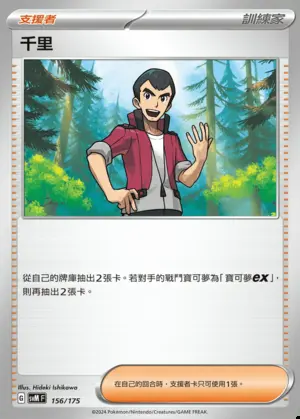 支援者 訓練家
千里
從自己的牌庫抽出2張卡。若對手的戰鬥寶可夢為「寶可夢ex」,
則再抽出2張卡。
Illus. Hideki Ishikawa
G SVM F 156/175
在自己的回合時,支援者卡只可使用1張。
©2024 Pokémon/Nintendo/Creatures/GAME FREAK.